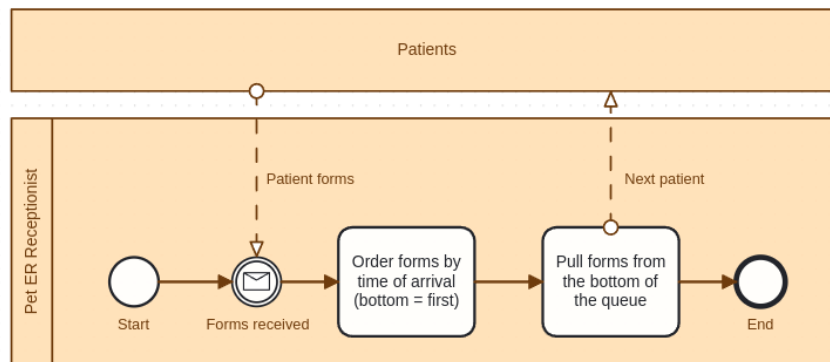 Patients
Patient forms
Next patient
Pet ER Receptionist
Order forms by
time of arrival
(bottom = first)
Pull forms from
the bottom of
the queue
Start
Forms received
End